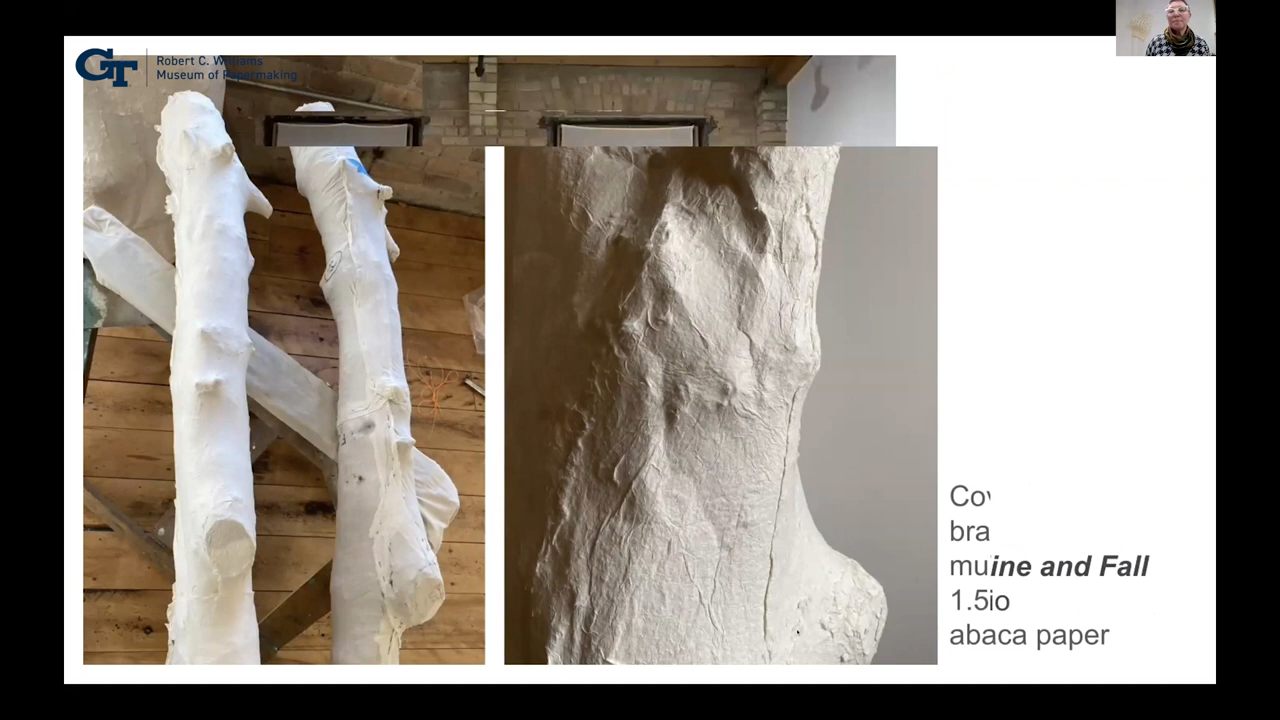 GT
Robert C. Williams
Museum of Papermaking
Co
bra
muine and Fall
1.5io
abaca paper